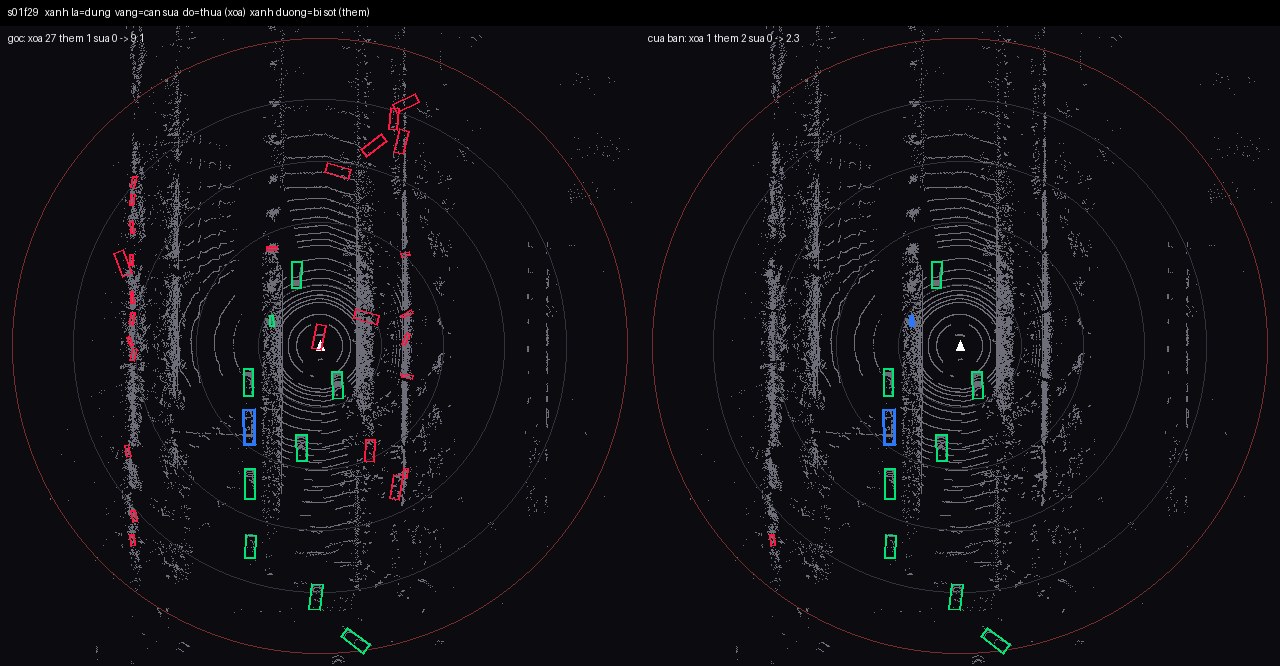 s01f29 xanh la=dung vang=can sua do=thua (xoa) xanh duong=bi sot (them)
goc: xoa 27 them 1 sua 0 -> 9.1
cua ban: xoa 1 them 2 sua 0 -> 2.3